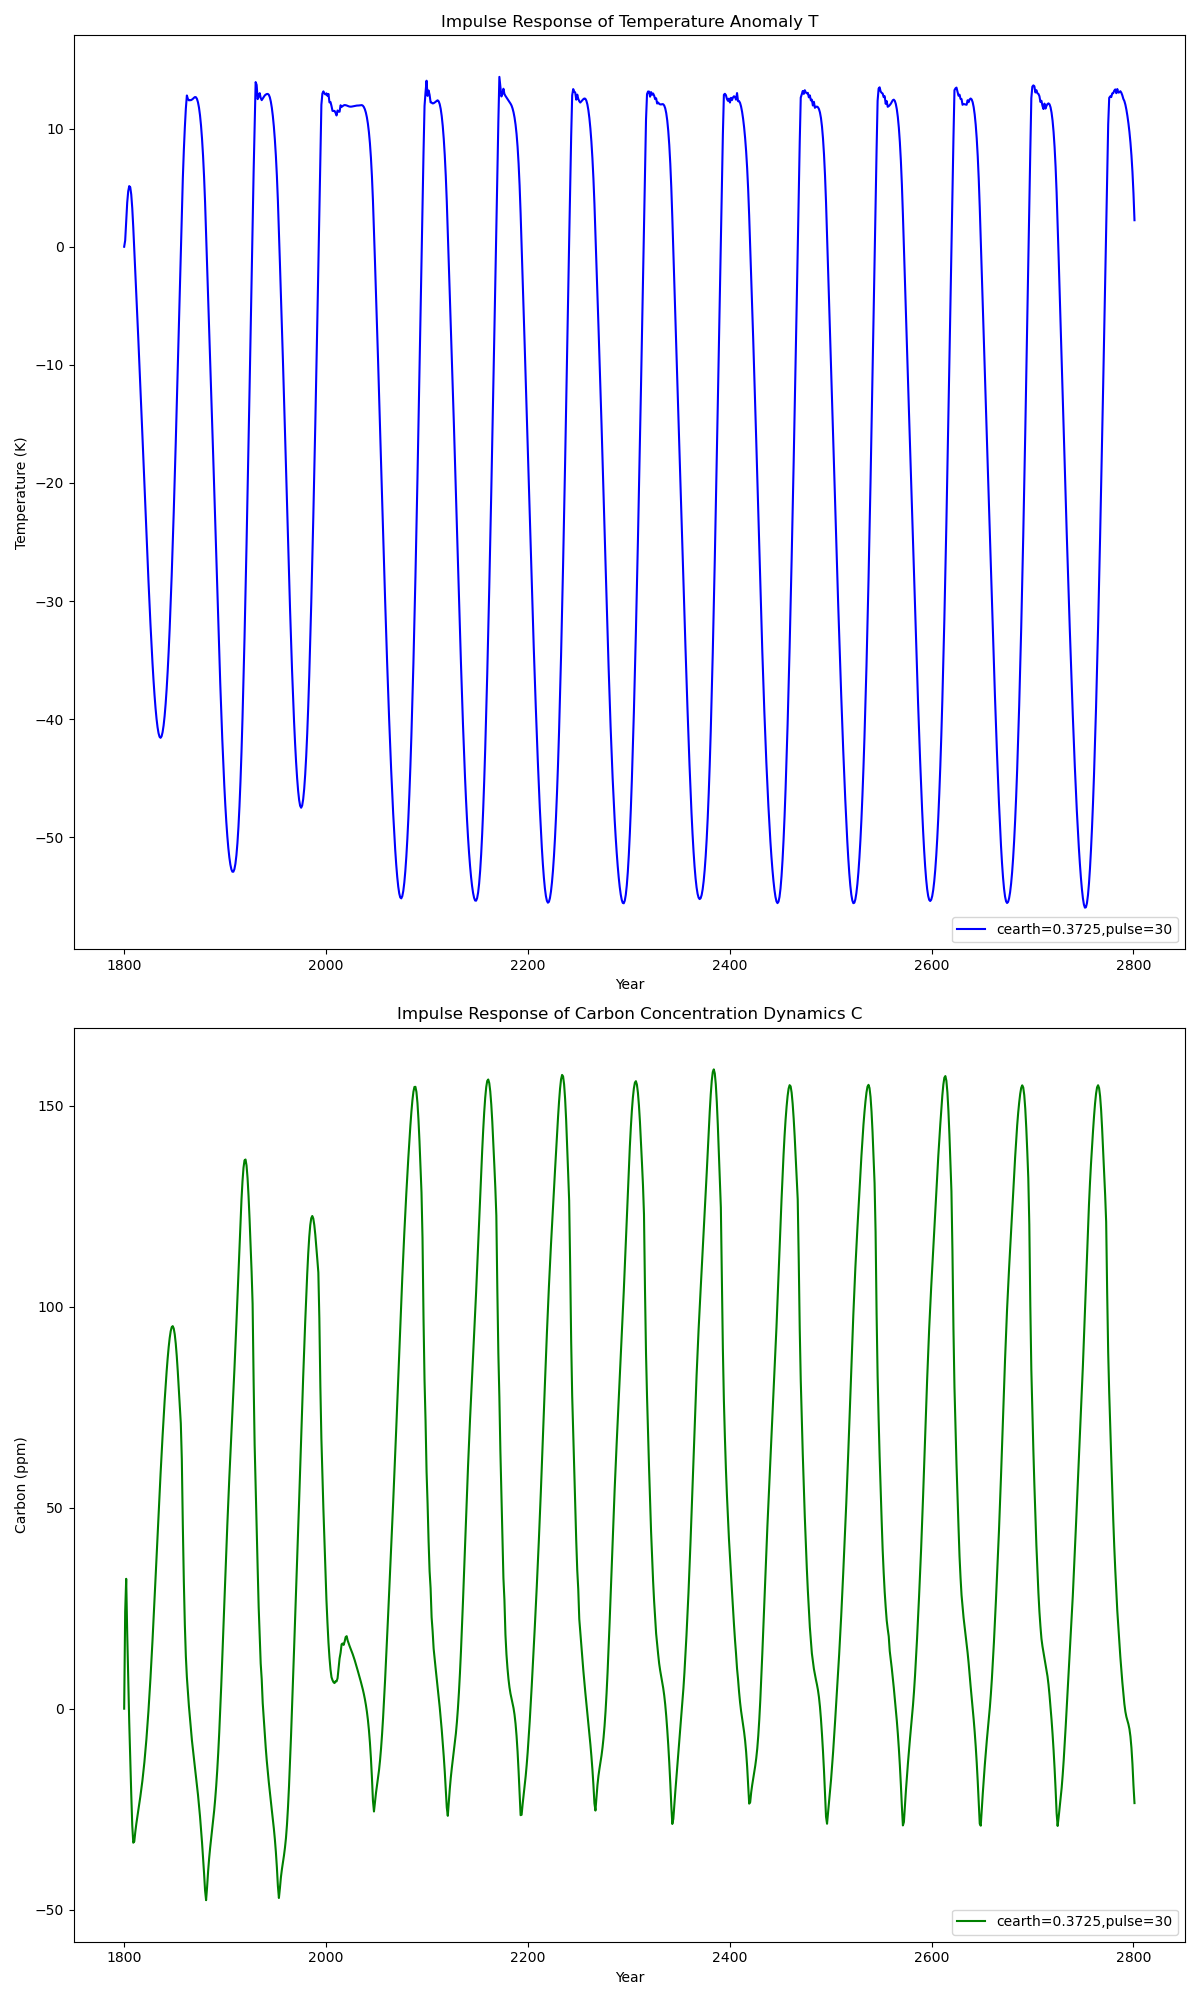 Impulse Response of Temperature Anomaly T
Temperature (K)
10
0
−10
−20
−30
−40
−50
cearth=0.3725,pulse=30
1800 2000 2200 2400 2600 2800
Year
Impulse Response of Carbon Concentration Dynamics C
Carbon (ppm)
150
100
50
0
−50
cearth=0.3725,pulse=30
1800 2000 2200 2400 2600 2800
Year